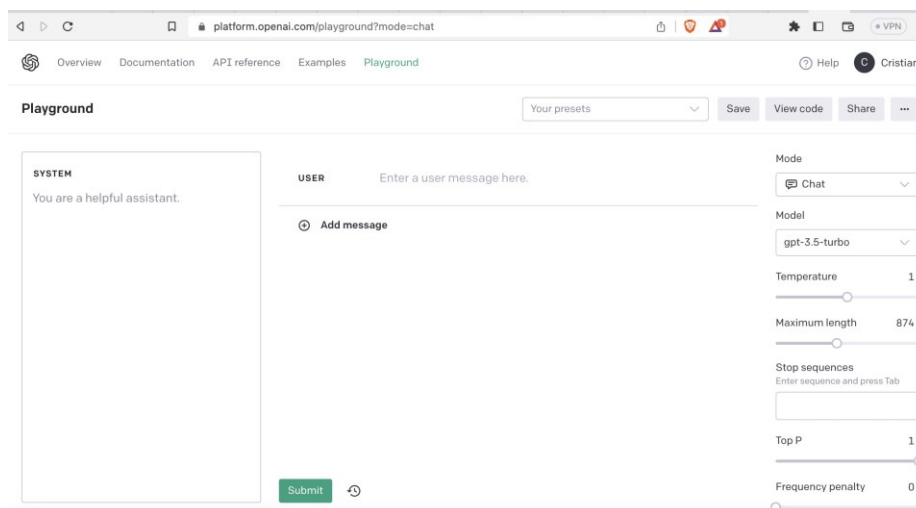 platform.openai.com/playground?mode=chat
VPN
Overview Documentation API reference Examples Playground
Help C Cristian
Playground
Your presets Save View code Share ...
SYSTEM
You are a helpful assistant.
USER Enter a user message here.
Add message
Submit
Mode
Chat
Model
gpt-3.5-turbo
Temperature 1
Maximum length 874
Stop sequences
Enter sequence and press Tab
Top P 1
Frequency penalty 0